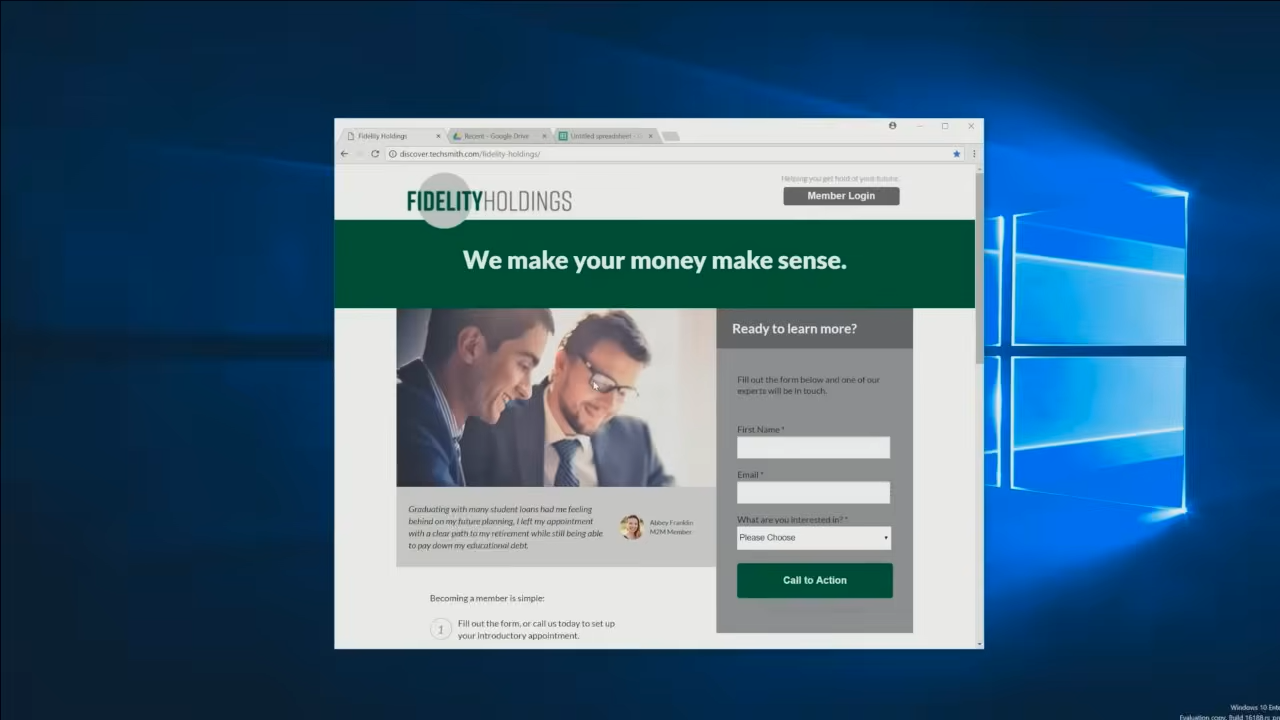 Fidelity Holdings
Recent - Google Drive
Untitled spreadsheet -
discover.techsmith.com/fidelity-holdings/
Helping you get hold of your future.
FIDELITYHOLDINGS
Member Login
We make your money make sense.
Ready to learn more?
Fill out the form below and one of our
experts will be in touch.
First Name *
Email *
What are you interested in? *
Please Choose
Call to Action
Graduating with many student loans had me feeling
behind on my future planning, I left my appointment
with a clear path to my retirement while still being able
to pay down my educational debt.
Abbey Franklin
M2M Member
Becoming a member is simple:
1
Fill out the form, or call us today to set up
your introductory appointment.
Windows 10 Ente
Evaluation copy. Build 16188.rs